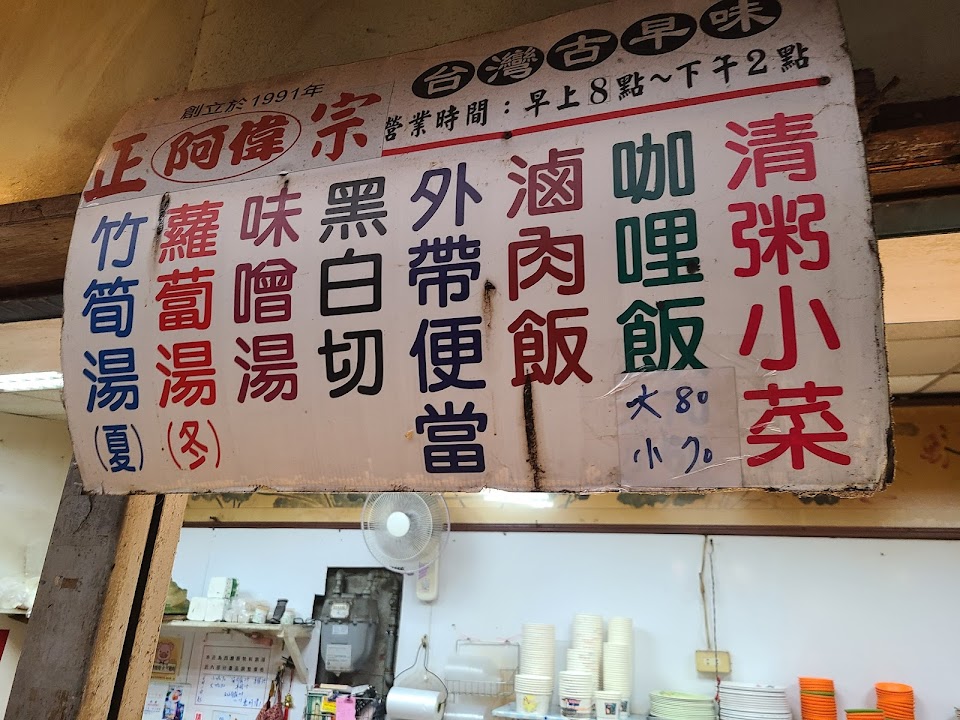 創立於1991年
正阿偉宗
台灣古早味
營業時間：早上8點～下午2點
清粥小菜
咖哩飯
大80
小70
滷肉飯
外帶便當
黑白切
味噌湯
蘿蔔湯(冬)
竹筍湯(夏)